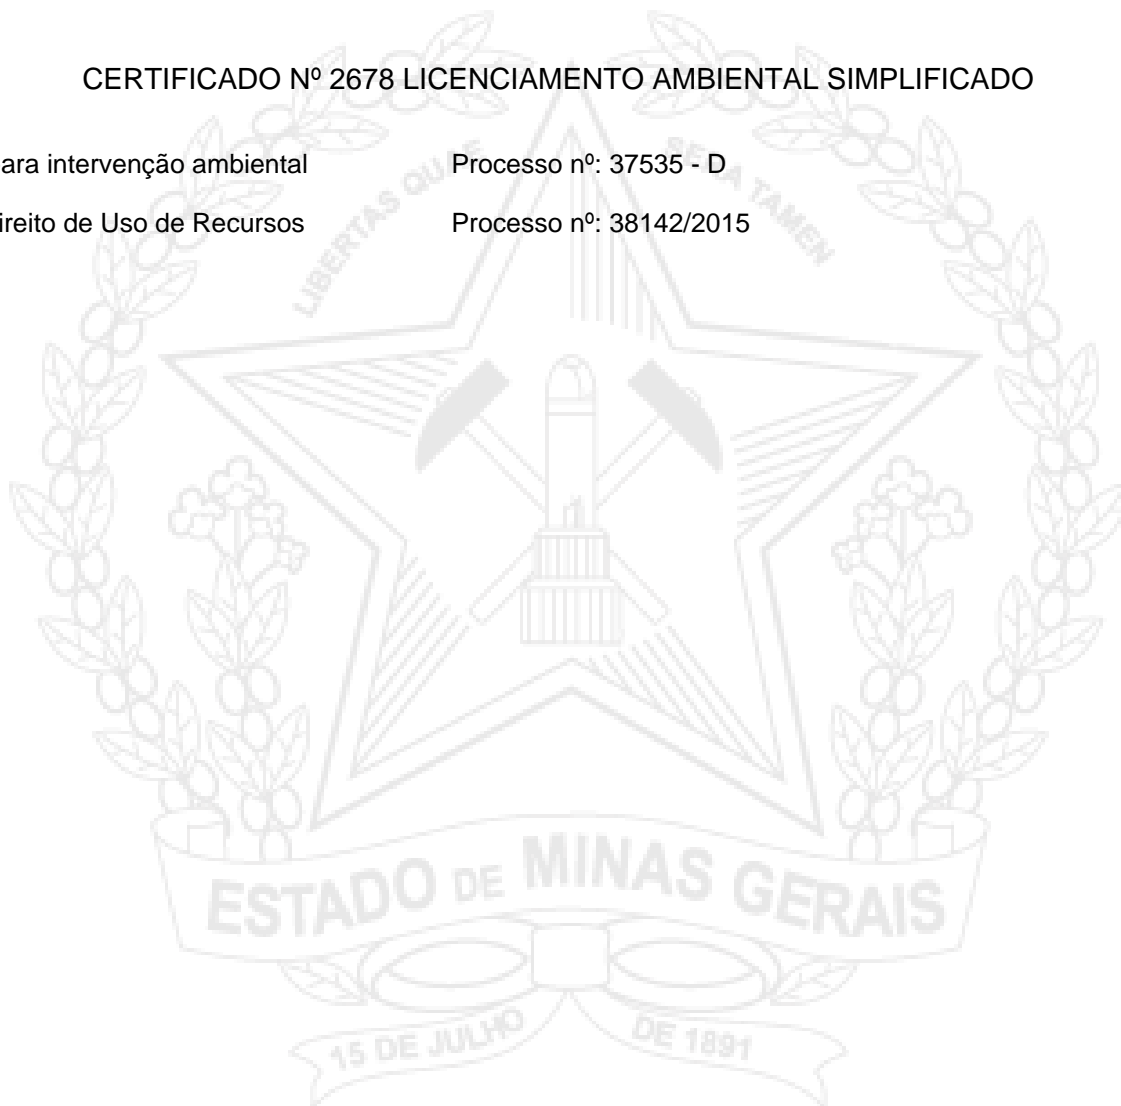 CERTIFICADO Nº 2678 LICENCIAMENTO AMBIENTAL SIMPLIFICADO
ara intervenção ambiental Processo nº: 37535 - D
ireito de Uso de Recursos Processo nº: 38142/2015
LIBERTAS QUAE SERA TAMEN
ESTADO DE MINAS GERAIS
15 DE JULHO DE 1891